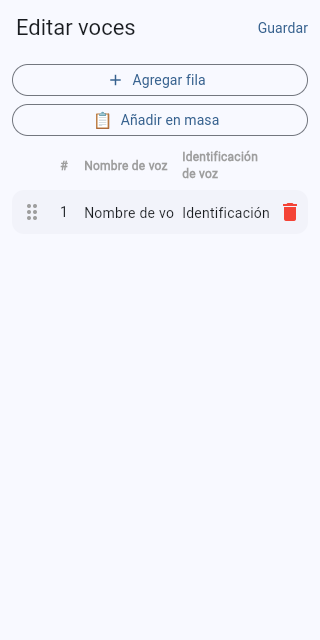 Editar voces
Guardar
Agregar fila
Añadir en masa
# Nombre de voz Identificación de voz
1 Nombre de vo Identificación